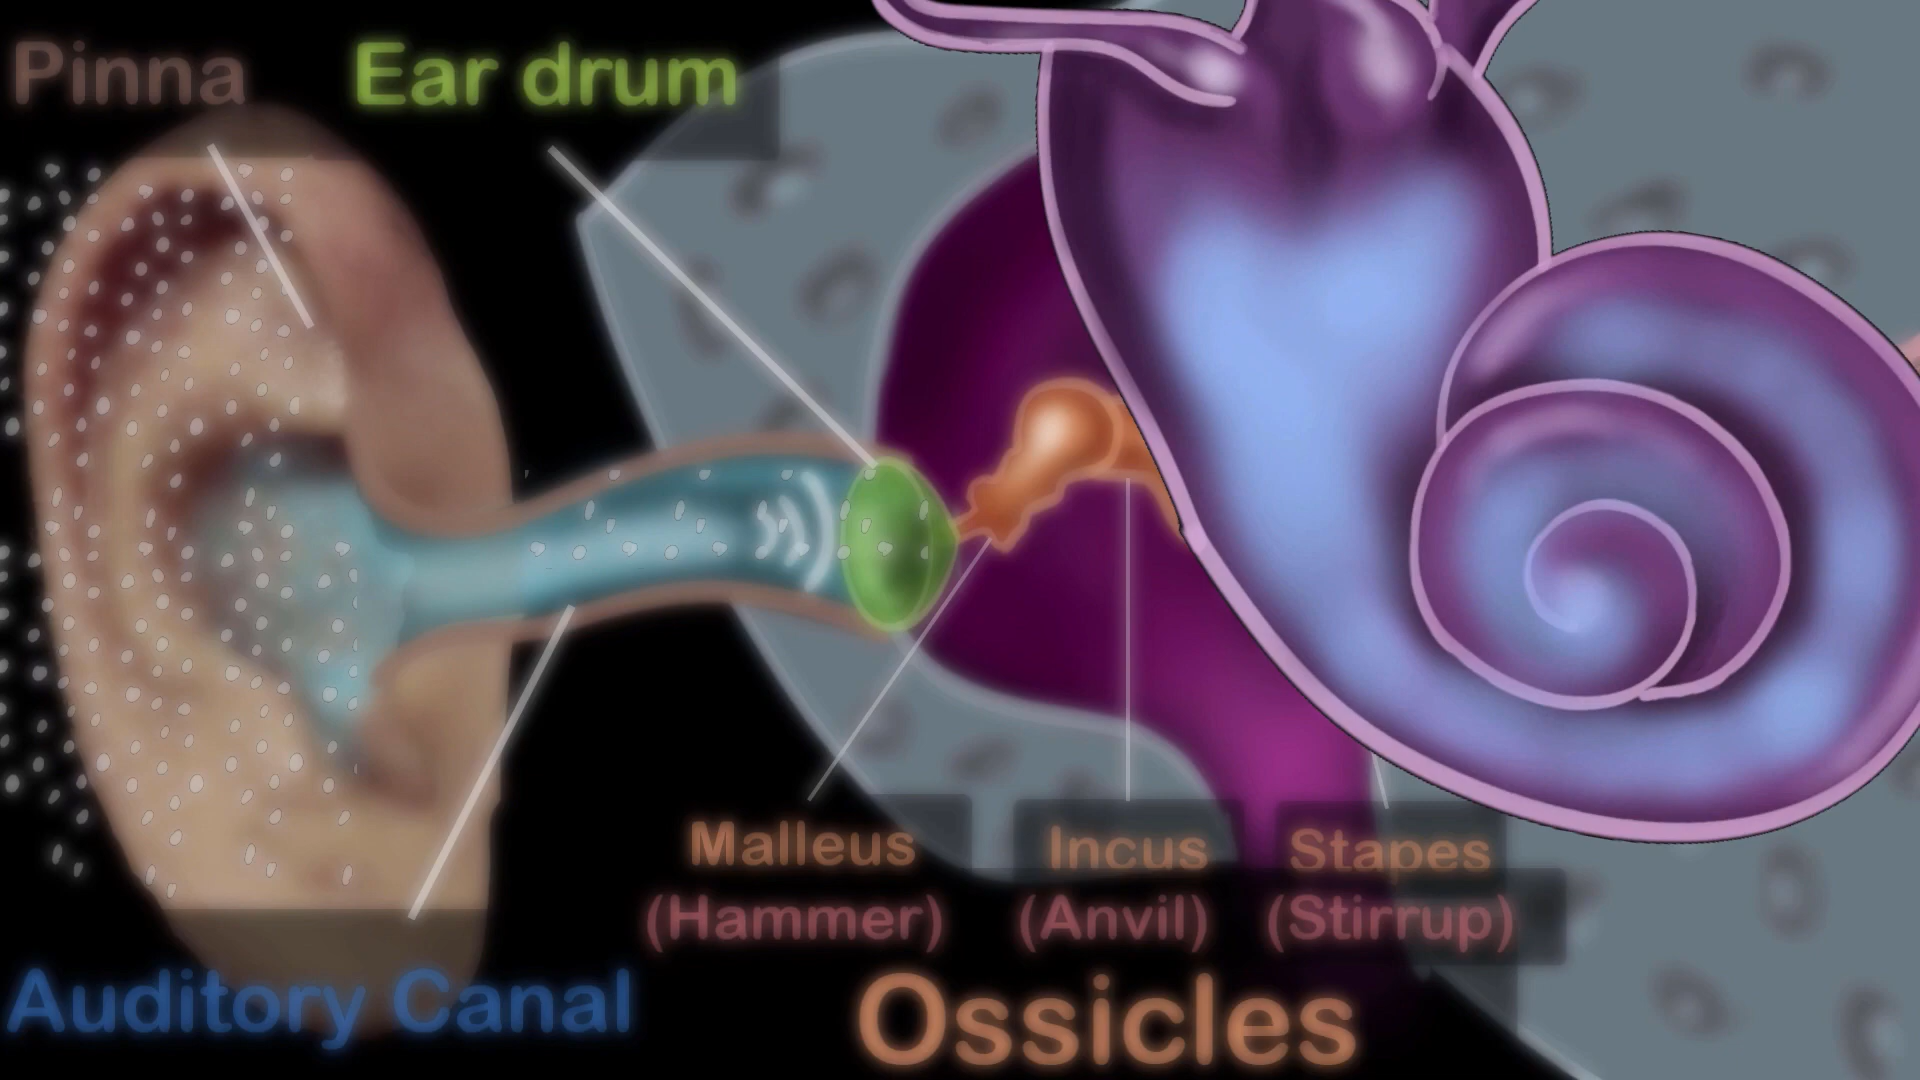 Pinna
Ear drum
Malleus
(Hammer)
Incus
(Anvil)
Stapes
(Stirrup)
Auditory Canal
Ossicles